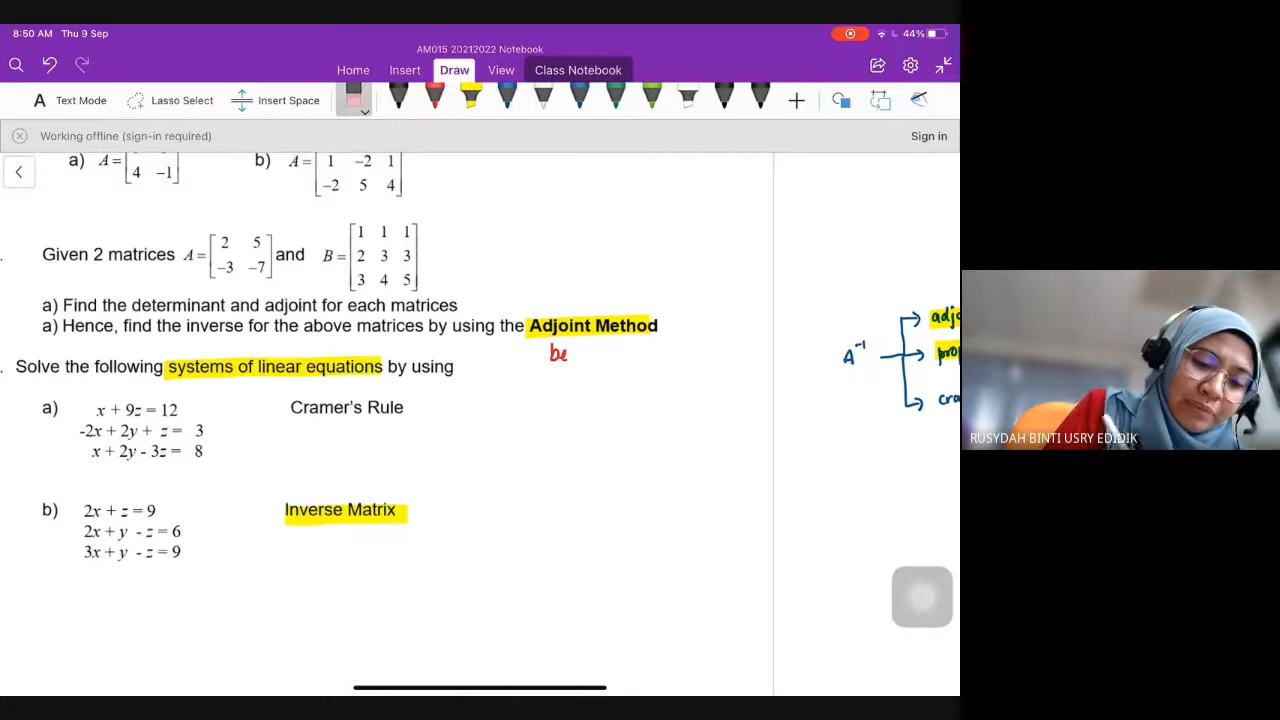 8:50 AM Thu 9 Sep
44%
AM015 20212022 Notebook
Home Insert Draw View Class Notebook
A Text Mode Lasso Select Insert Space
Working offline (sign-in required)
Sign in
a) A = [4 -1]
b) A = [1 -2 1
-2 5 4]
Given 2 matrices A = [2 5
-3 -7] and B = [1 1 1
2 3 3
3 4 5]
a) Find the determinant and adjoint for each matrices
a) Hence, find the inverse for the above matrices by using the Adjoint Method
be
. Solve the following systems of linear equations by using
a) x + 9z = 12 Cramer's Rule
-2x + 2y + z = 3
x + 2y - 3z = 8
b) 2x + z = 9 Inverse Matrix
2x + y - z = 6
3x + y - z = 9
adjo
A⁻¹
prop
cra
RUSYDAH BINTI USRY EDIDIK